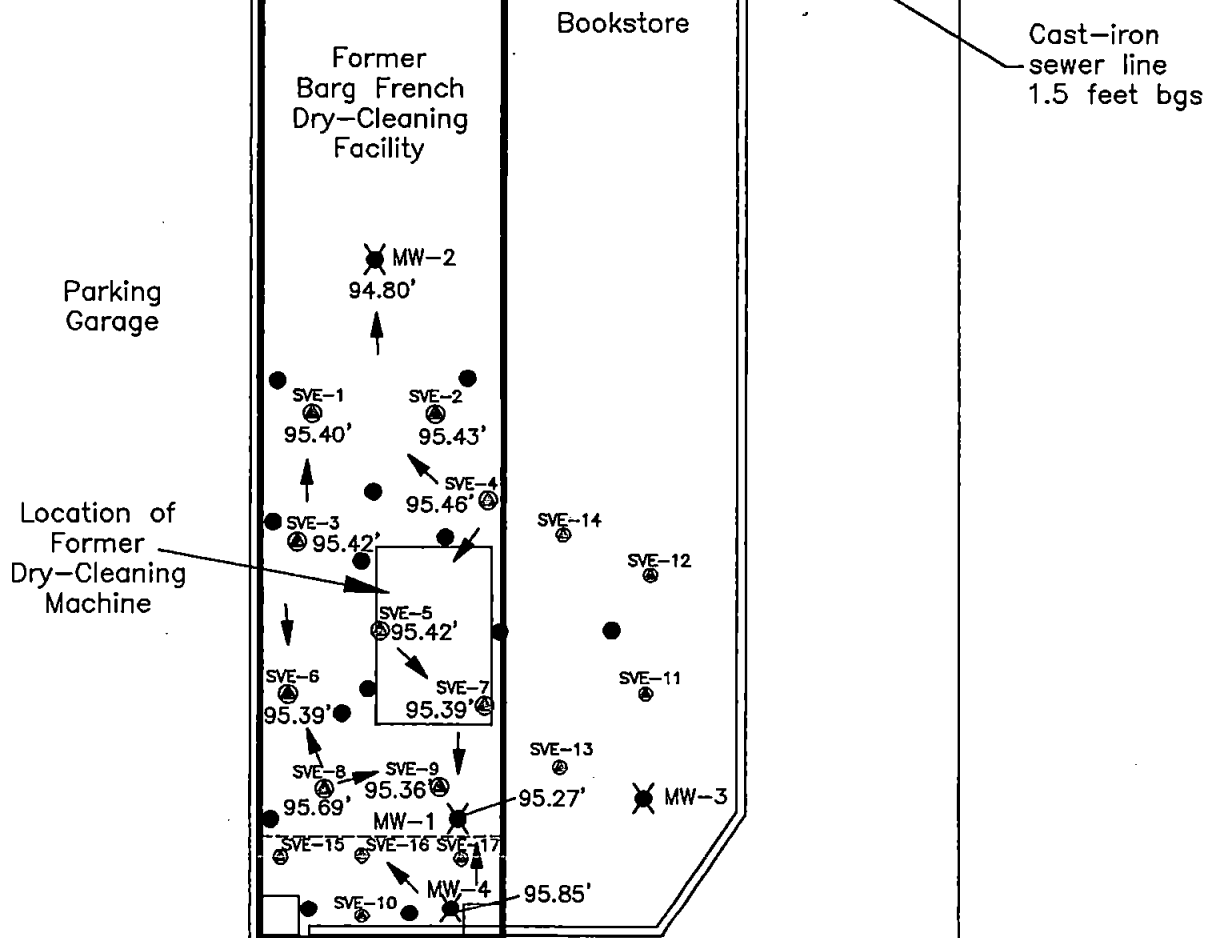 Bookstore
Cast-iron
sewer line
1.5 feet bgs
Former
Barg French
Dry-Cleaning
Facility
MW-2
94.80'
Parking
Garage
SVE-1
95.40'
SVE-2
95.43'
SVE-4
95.46'
Location of
Former
Dry-Cleaning
Machine
SVE-3
95.42'
SVE-14
SVE-12
SVE-5
95.42'
SVE-6
95.39'
SVE-7
95.39'
SVE-11
SVE-13
SVE-8
95.69'
SVE-9
95.36'
95.27'
MW-3
MW-1
SVE-15
SVE-16
SVE-17
MW-4
95.85'
SVE-10